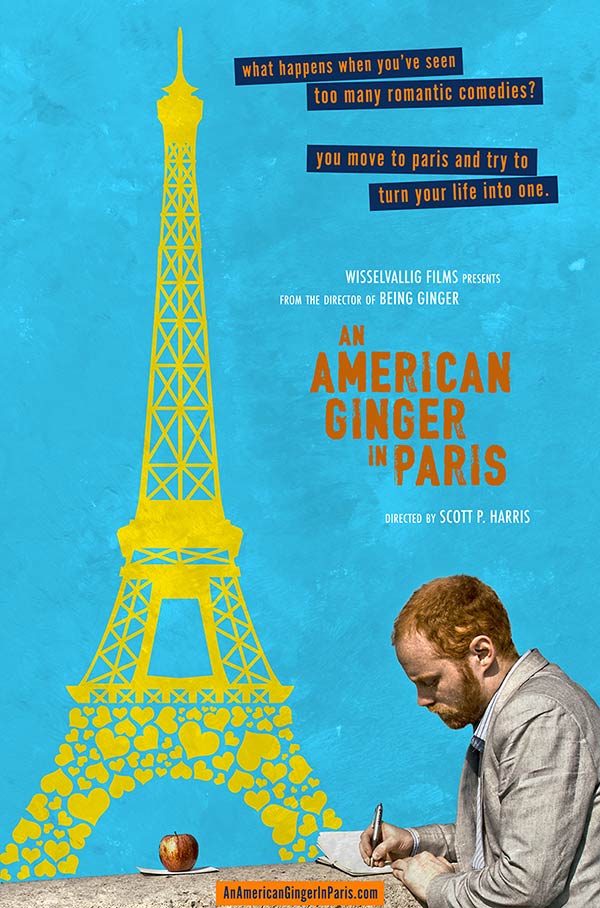 what happens when you've seen
too many romantic comedies?
you move to paris and try to
turn your life into one.
WISSELVALLIG FILMS PRESENTS
FROM THE DIRECTOR OF BEING GINGER
AN
AMERICAN
GINGER
IN PARIS
DIRECTED BY SCOTT P. HARRIS
AnAmericanGingerInParis.com